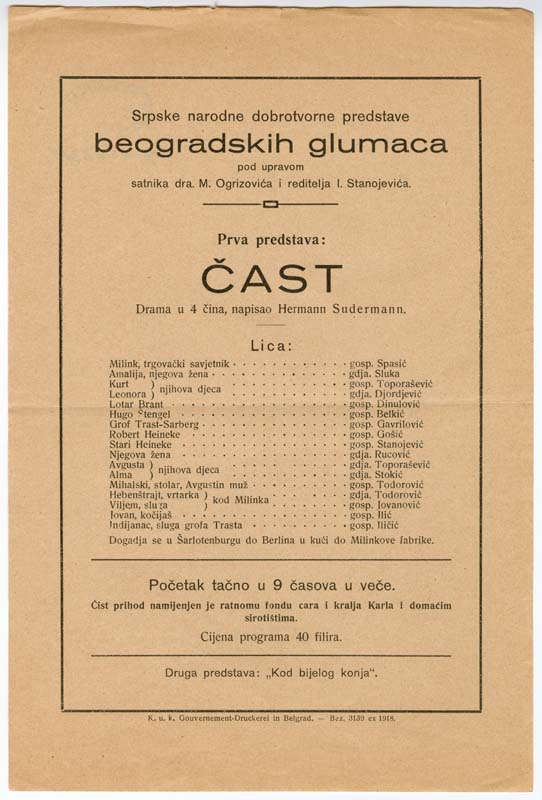 Srpske narodne dobrotvorne predstave
beogradskih glumaca
pod upravom
satnika dra. M. Ogrizovića i reditelja I. Stanojevića.
Prva predstava:
ČAST
Drama u 4 čina, napisao Hermann Sudermann.
Lica:
Milink, trgovački savjetnik . . . . . . . . . . . . gosp. Spasić
Amalija, njegova žena . . . . . . . . . . . . . gdja. Sluka
Kurt ) njihova djeca . . . . . . . . . . . gosp. Toporašević
Leonora ) . . . . . . . . . . . gdja. Djordjević
Lotar Brant . . . . . . . . . . . . . . . . gosp. Dinulović
Hugo Štengel . . . . . . . . . . . . . . . gosp. Belkić
Grof Trast-Sarberg . . . . . . . . . . . . . gosp. Gavrilović
Robert Heineke . . . . . . . . . . . . . . gosp. Gošić
Stari Heineke . . . . . . . . . . . . . . gosp. Stanojević
Njegova žena . . . . . . . . . . . . . . gdja. Rucović
Avgusta ) njihova djeca . . . . . . . . . . . gdja. Toporašević
Alma ) . . . . . . . . . . . gdja. Stokić
Mihalski, stolar, Avgustin muž . . . . . . . . . . gosp. Todorović
Hebenštrajt, vrtarka ) kod Milinka . . . . . . . . gdja. Todorović
Viljem, sluga ) . . . . . . . . gosp. Jovanović
Jovan, kočijaš . . . . . . . . . . . . . . gosp. Ilić
Indijanac, sluga grofa Trasta . . . . . . . . . . gosp. Iličić
Dogadja se u Šarlotenburgu do Berlina u kući do Milinkove fabrike.
Početak tačno u 9 časova u veče.
Čist prihod namijenjen je ratnomu fondu cara i kralja Karla i domaćim
sirotištima.
Cijena programa 40 filira.
Druga predstava: „Kod bijelog konja“.
K. u. k. Gouvernement-Druckerei in Belgrad. — Bez. 3139 ex 1918.